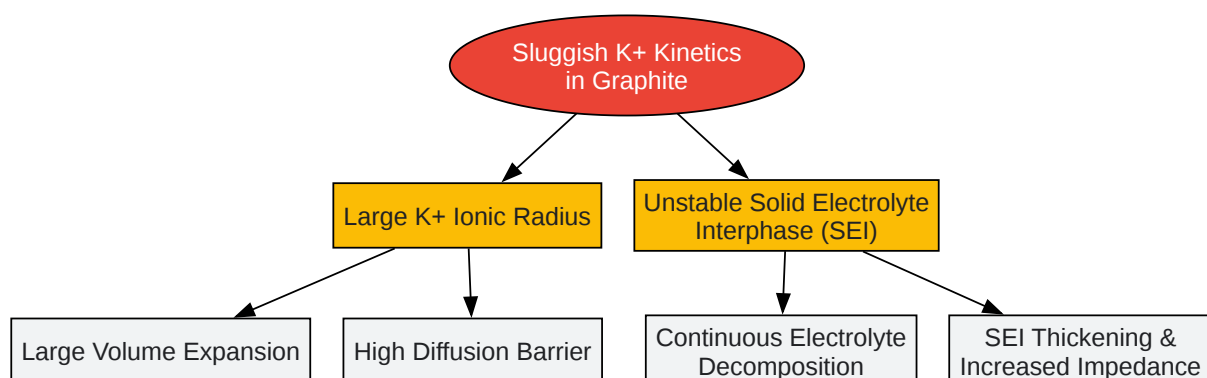 Sluggish K+ Kinetics
in Graphite
Large K+ Ionic Radius
Unstable Solid Electrolyte
Interphase (SEI)
Large Volume Expansion
High Diffusion Barrier
Continuous Electrolyte
Decomposition
SEI Thickening &
Increased Impedance